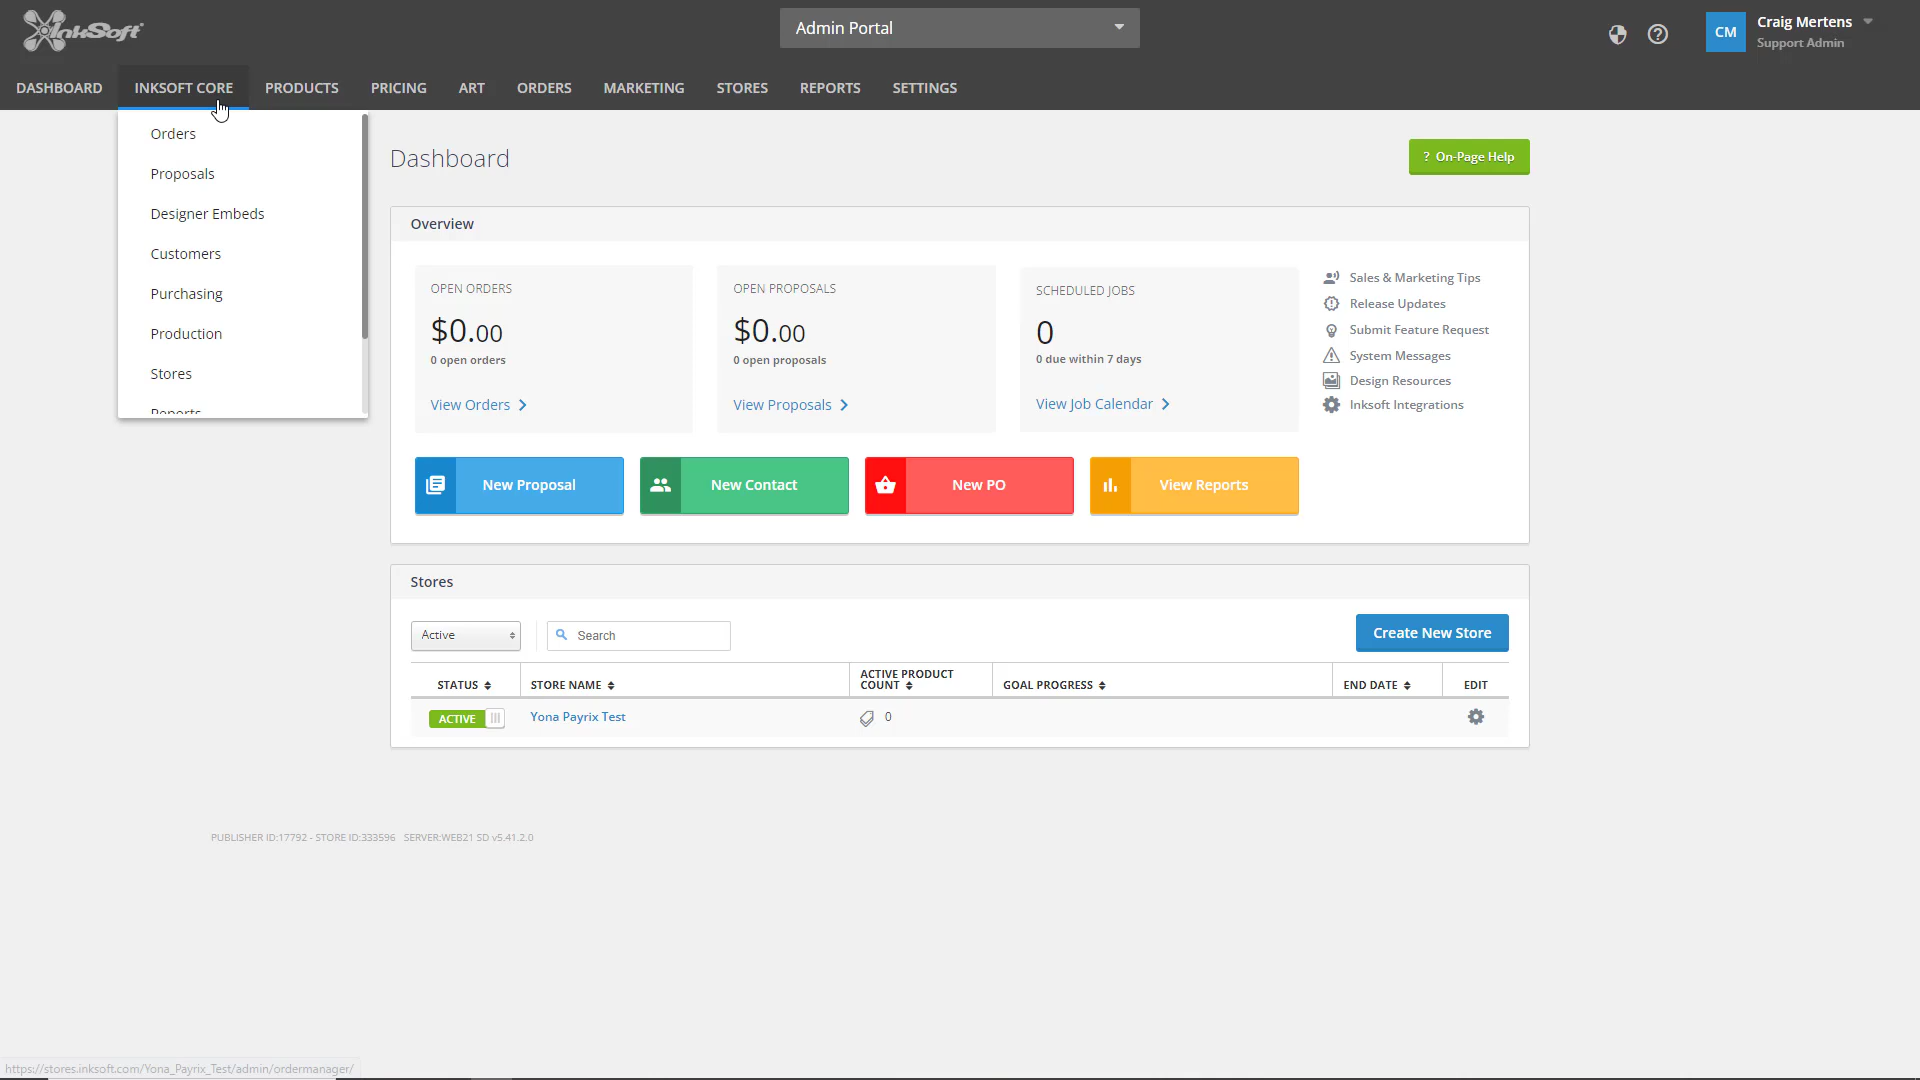 InkSoft
Admin Portal
CM
Craig Mertens
Support Admin
DASHBOARD
INKSOFT CORE
PRODUCTS
PRICING
ART
ORDERS
MARKETING
STORES
REPORTS
SETTINGS
Orders
Proposals
Designer Embeds
Customers
Purchasing
Production
Stores
Reports
Dashboard
? On-Page Help
Overview
OPEN ORDERS
$0.00
0 open orders
View Orders
OPEN PROPOSALS
$0.00
0 open proposals
View Proposals
SCHEDULED JOBS
0
0 due within 7 days
View Job Calendar
Sales & Marketing Tips
Release Updates
Submit Feature Request
System Messages
Design Resources
Inksoft Integrations
New Proposal
New Contact
New PO
View Reports
Stores
Active
Search
Create New Store
STATUS
STORE NAME
ACTIVE PRODUCT
COUNT
GOAL PROGRESS
END DATE
EDIT
ACTIVE
Yona Payrix Test
0
PUBLISHER ID:17792 - STORE ID:333596 SERVER:WEB21 SD v5.41.2.0
https://stores.inksoft.com/Yona_Payrix_Test/admin/ordermanager/